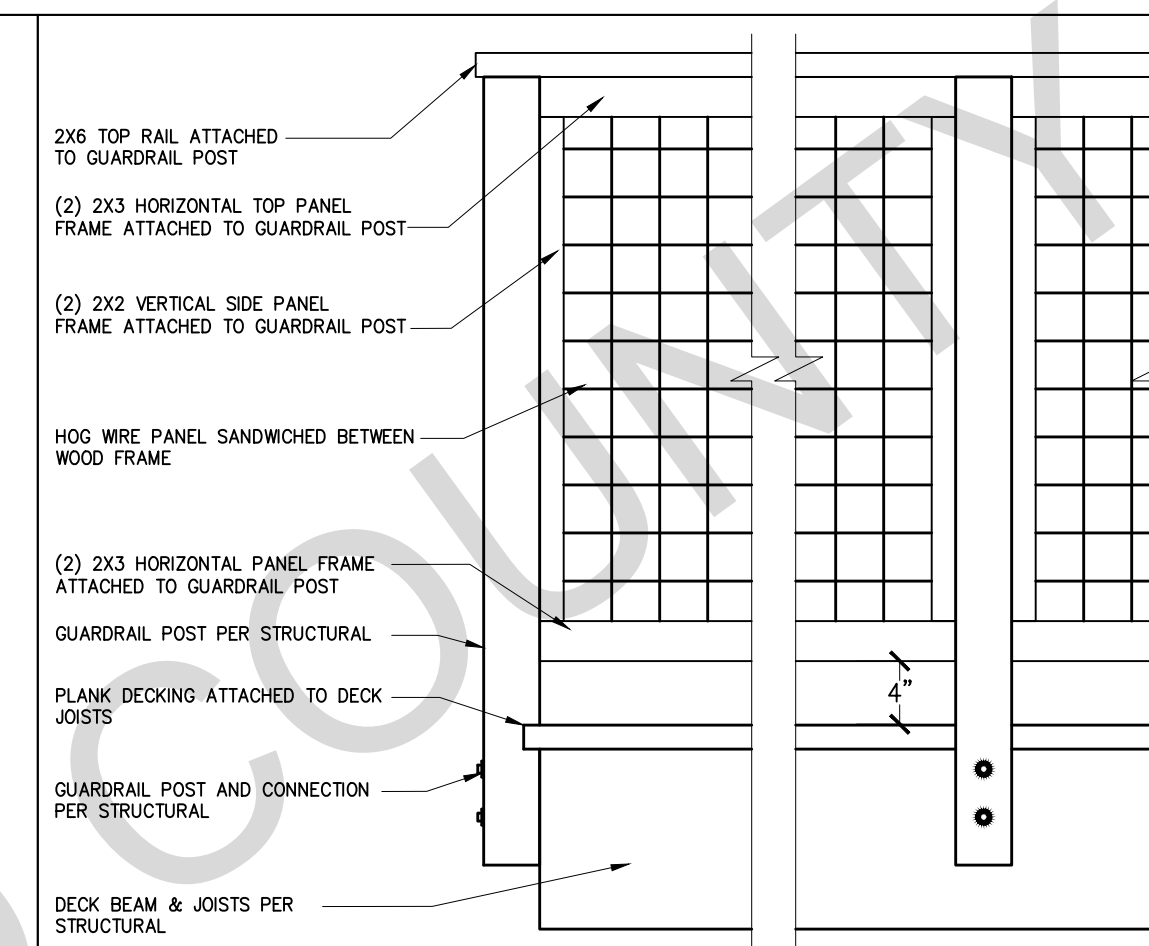 2X6 TOP RAIL ATTACHED
TO GUARDRAIL POST
(2) 2X3 HORIZONTAL TOP PANEL
FRAME ATTACHED TO GUARDRAIL POST
(2) 2X2 VERTICAL SIDE PANEL
FRAME ATTACHED TO GUARDRAIL POST
HOG WIRE PANEL SANDWICHED BETWEEN
WOOD FRAME
(2) 2X3 HORIZONTAL PANEL FRAME
ATTACHED TO GUARDRAIL POST
GUARDRAIL POST PER STRUCTURAL
PLANK DECKING ATTACHED TO DECK
JOISTS
4"
GUARDRAIL POST AND CONNECTION
PER STRUCTURAL
DECK BEAM & JOISTS PER
STRUCTURAL
COUNTY